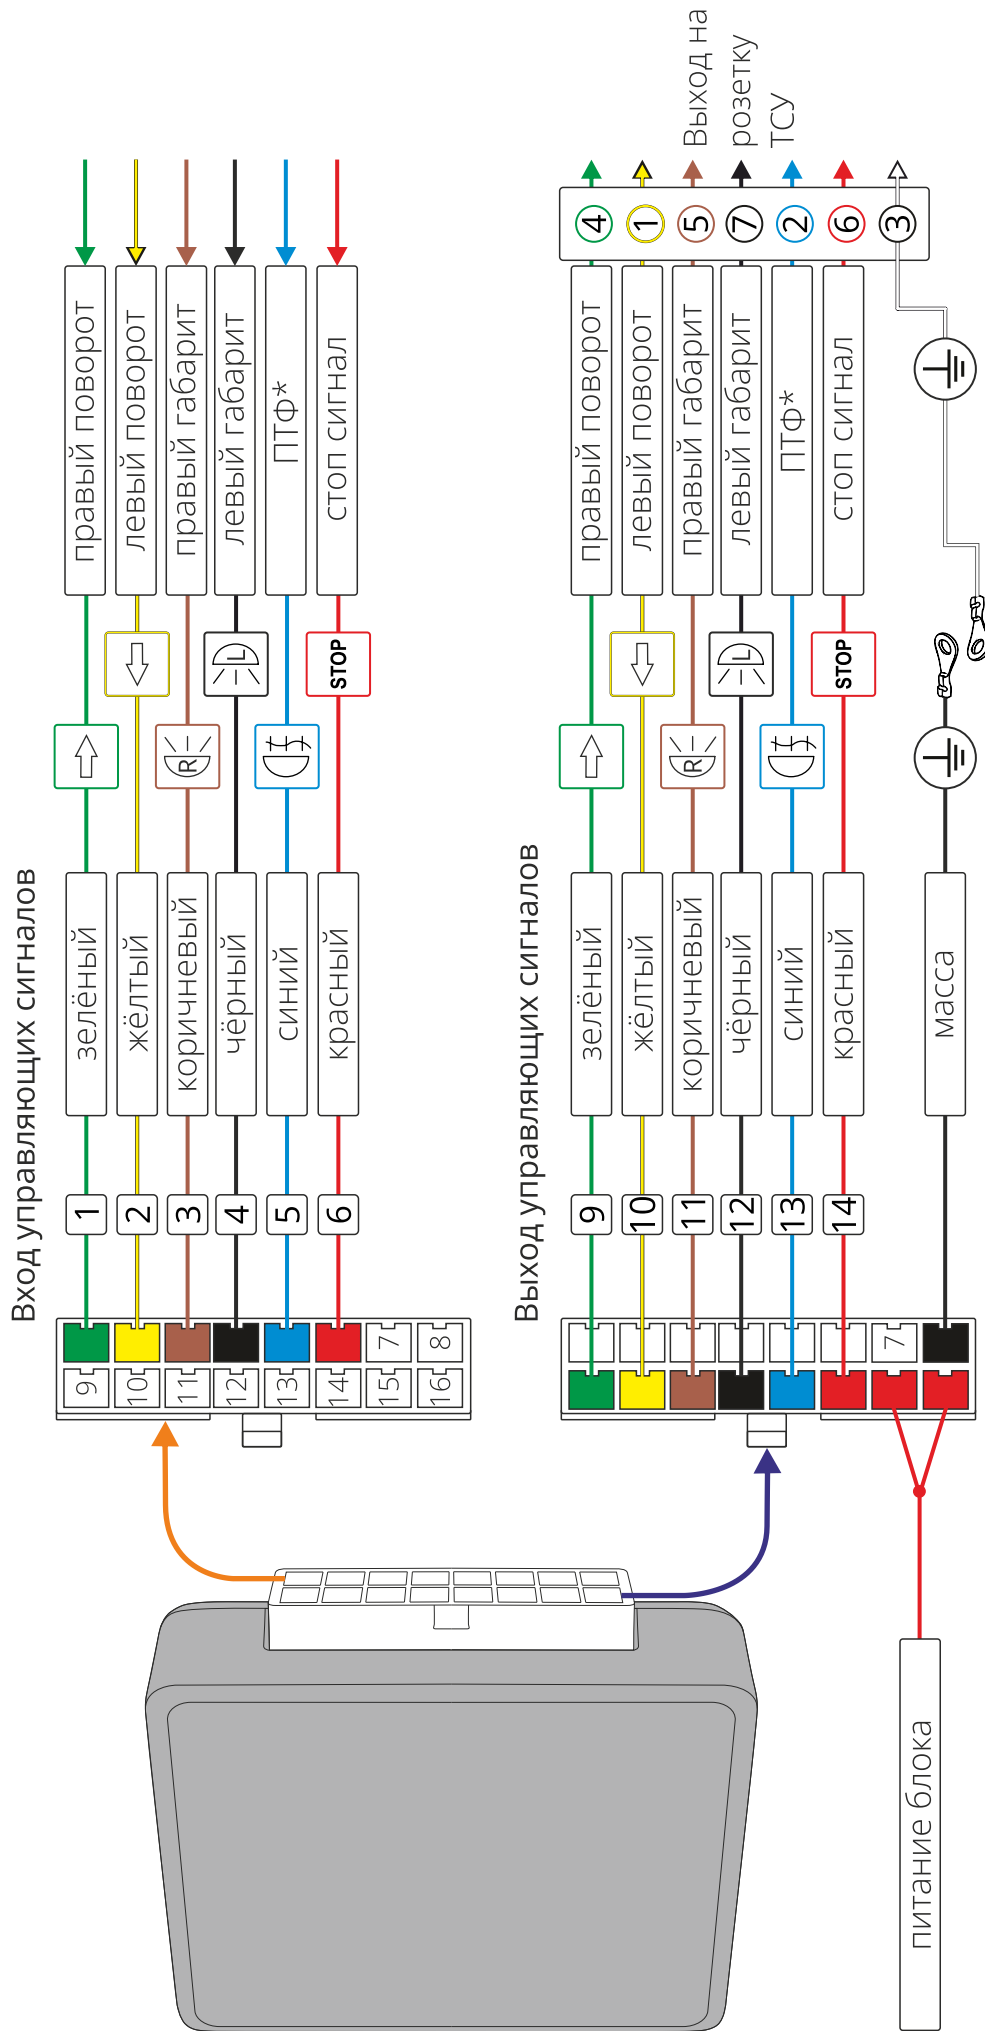 Вход управляющих сигналов
9 1 зелёный правый поворот
10 2 жёлтый левый поворот
11 3 коричневый R правый габарит
12 4 чёрный L левый габарит
13 5 синий ПТФ*
14 6 красный STOP стоп сигнал
15 7
16 8
Выход управляющих сигналов
9 зелёный правый поворот 4
10 жёлтый левый поворот 1
11 коричневый R правый габарит 5
12 чёрный L левый габарит 7
13 синий ПТФ* 2
14 красный STOP стоп сигнал 6
7
3
Выход на
розетку
ТСУ
масса
питание блока